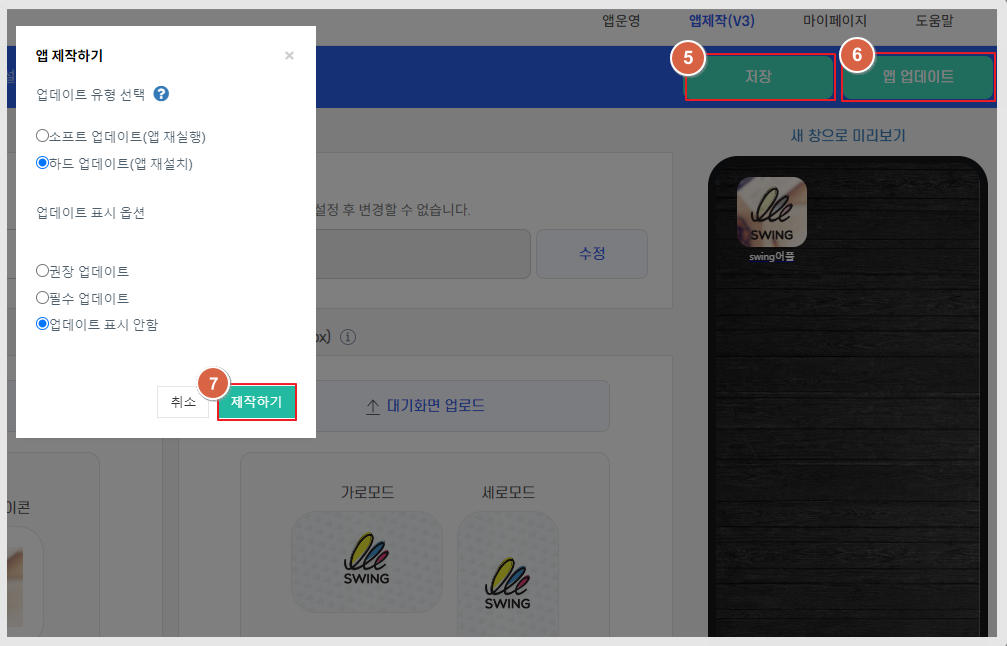 앱운영 앱제작(V3) 마이페이지 도움말
앱 제작하기 ×
5 저장
6 앱 업데이트
업데이트 유형 선택 ?
소프트 업데이트(앱 재실행)
하드 업데이트(앱 재설치)
업데이트 표시 옵션
권장 업데이트
필수 업데이트
업데이트 표시 안함
7
취소 제작하기
설정 후 변경할 수 없습니다.
수정
ox) i
대기화면 업로드
이콘
가로모드 세로모드
SWING
SWING
새 창으로 미리보기
SWING
swing어플